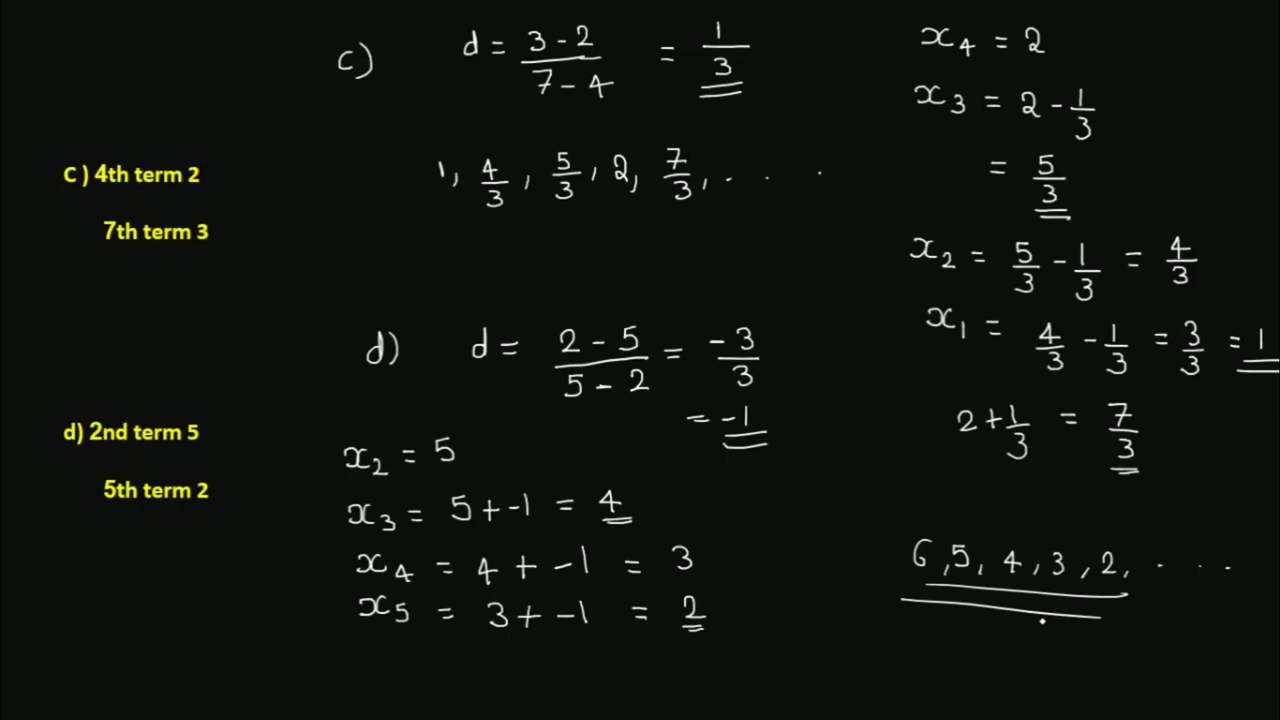 c) d = 3 - 2 / 7 - 4 = 1/3
C ) 4th term 2
7th term 3
1, 4/3, 5/3, 2, 7/3, . . .
x₄ = 2
x₃ = 2 - 1/3
= 5/3
x₂ = 5/3 - 1/3 = 4/3
x₁ = 4/3 - 1/3 = 3/3 = 1
2 + 1/3 = 7/3
d) d = 2 - 5 / 5 - 2 = -3/3
= -1
d) 2nd term 5
5th term 2
x₂ = 5
x₃ = 5 + -1 = 4
x₄ = 4 + -1 = 3
x₅ = 3 + -1 = 2
6, 5, 4, 3, 2, . . .